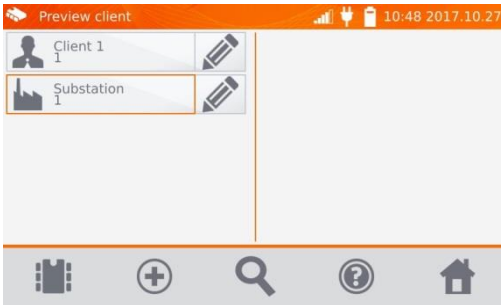 Preview client
10:48 2017.10.27
Client 1
1
Substation
1